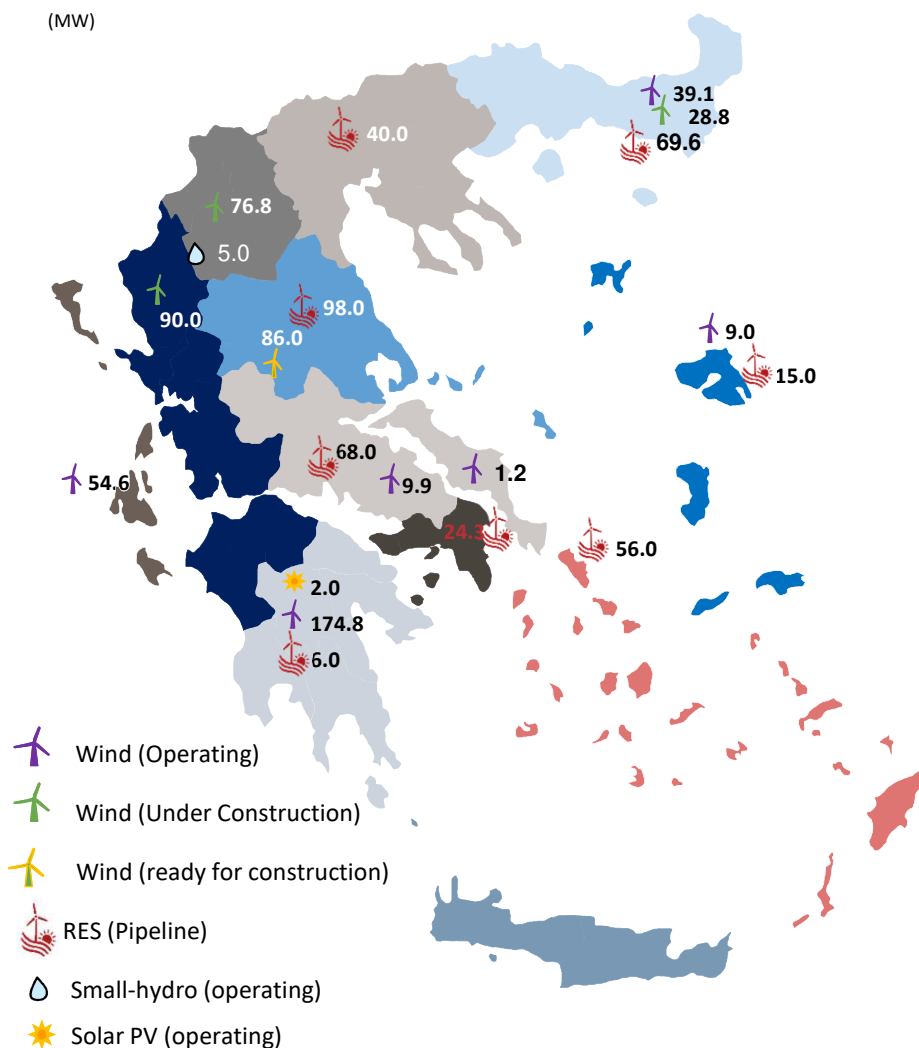 (MW)
39.1
28.8
69.6
40.0
76.8
5.0
90.0
98.0
86.0
9.0
15.0
68.0
9.9
1.2
54.6
24.3
56.0
2.0
174.8
6.0
Wind (Operating)
Wind (Under Construction)
Wind (ready for construction)
RES (Pipeline)
Small-hydro (operating)
Solar PV (operating)